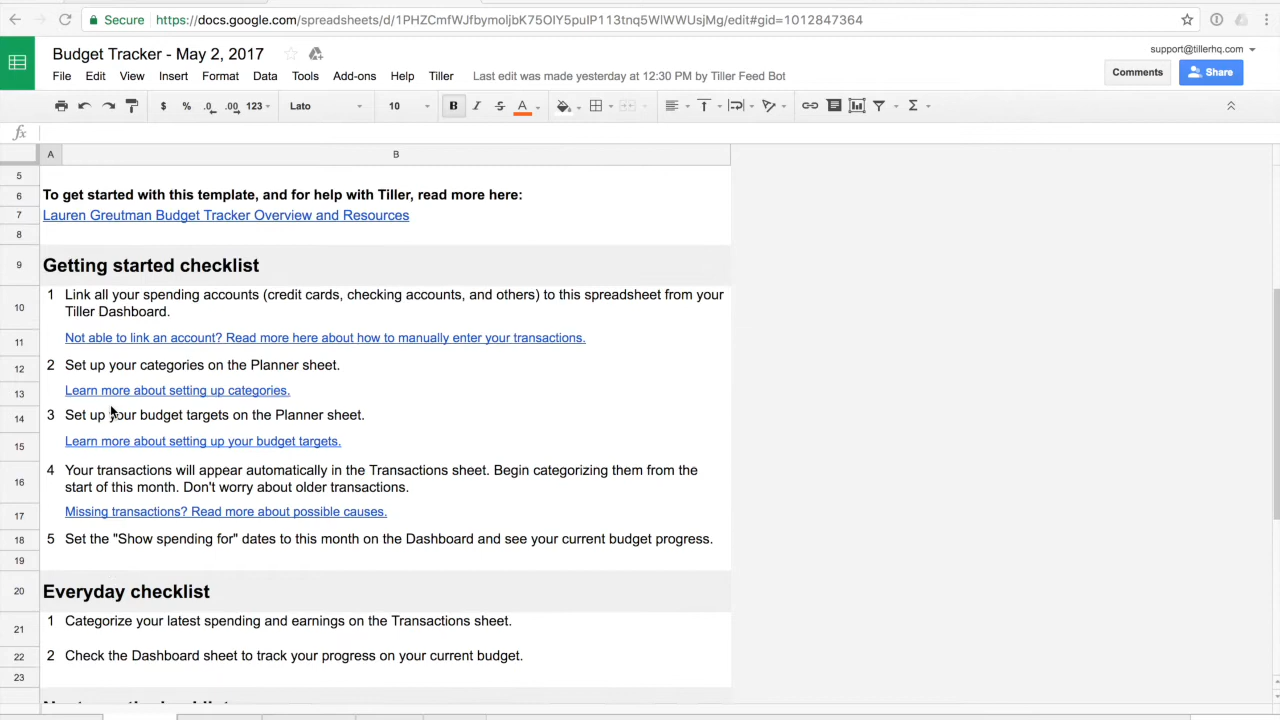 Secure https://docs.google.com/spreadsheets/d/1PHZCmfWJfbymoljbK75OlY5pulP113tnq5WlWWUsjMg/edit#gid=1012847364
Budget Tracker - May 2, 2017
support@tillerhq.com
File Edit View Insert Format Data Tools Add-ons Help Tiller Last edit was made yesterday at 12:30 PM by Tiller Feed Bot
Comments Share
$ % .0 .00 123 Lato 10 B I S A Σ
fx
A B
5
6 To get started with this template, and for help with Tiller, read more here:
7 Lauren Greutman Budget Tracker Overview and Resources
8
9 Getting started checklist
10 1 Link all your spending accounts (credit cards, checking accounts, and others) to this spreadsheet from your
Tiller Dashboard.
11 Not able to link an account? Read more here about how to manually enter your transactions.
12 2 Set up your categories on the Planner sheet.
13 Learn more about setting up categories.
14 3 Set up your budget targets on the Planner sheet.
15 Learn more about setting up your budget targets.
16 4 Your transactions will appear automatically in the Transactions sheet. Begin categorizing them from the
start of this month. Don't worry about older transactions.
17 Missing transactions? Read more about possible causes.
18 5 Set the "Show spending for" dates to this month on the Dashboard and see your current budget progress.
19
20 Everyday checklist
21 1 Categorize your latest spending and earnings on the Transactions sheet.
22 2 Check the Dashboard sheet to track your progress on your current budget.
23